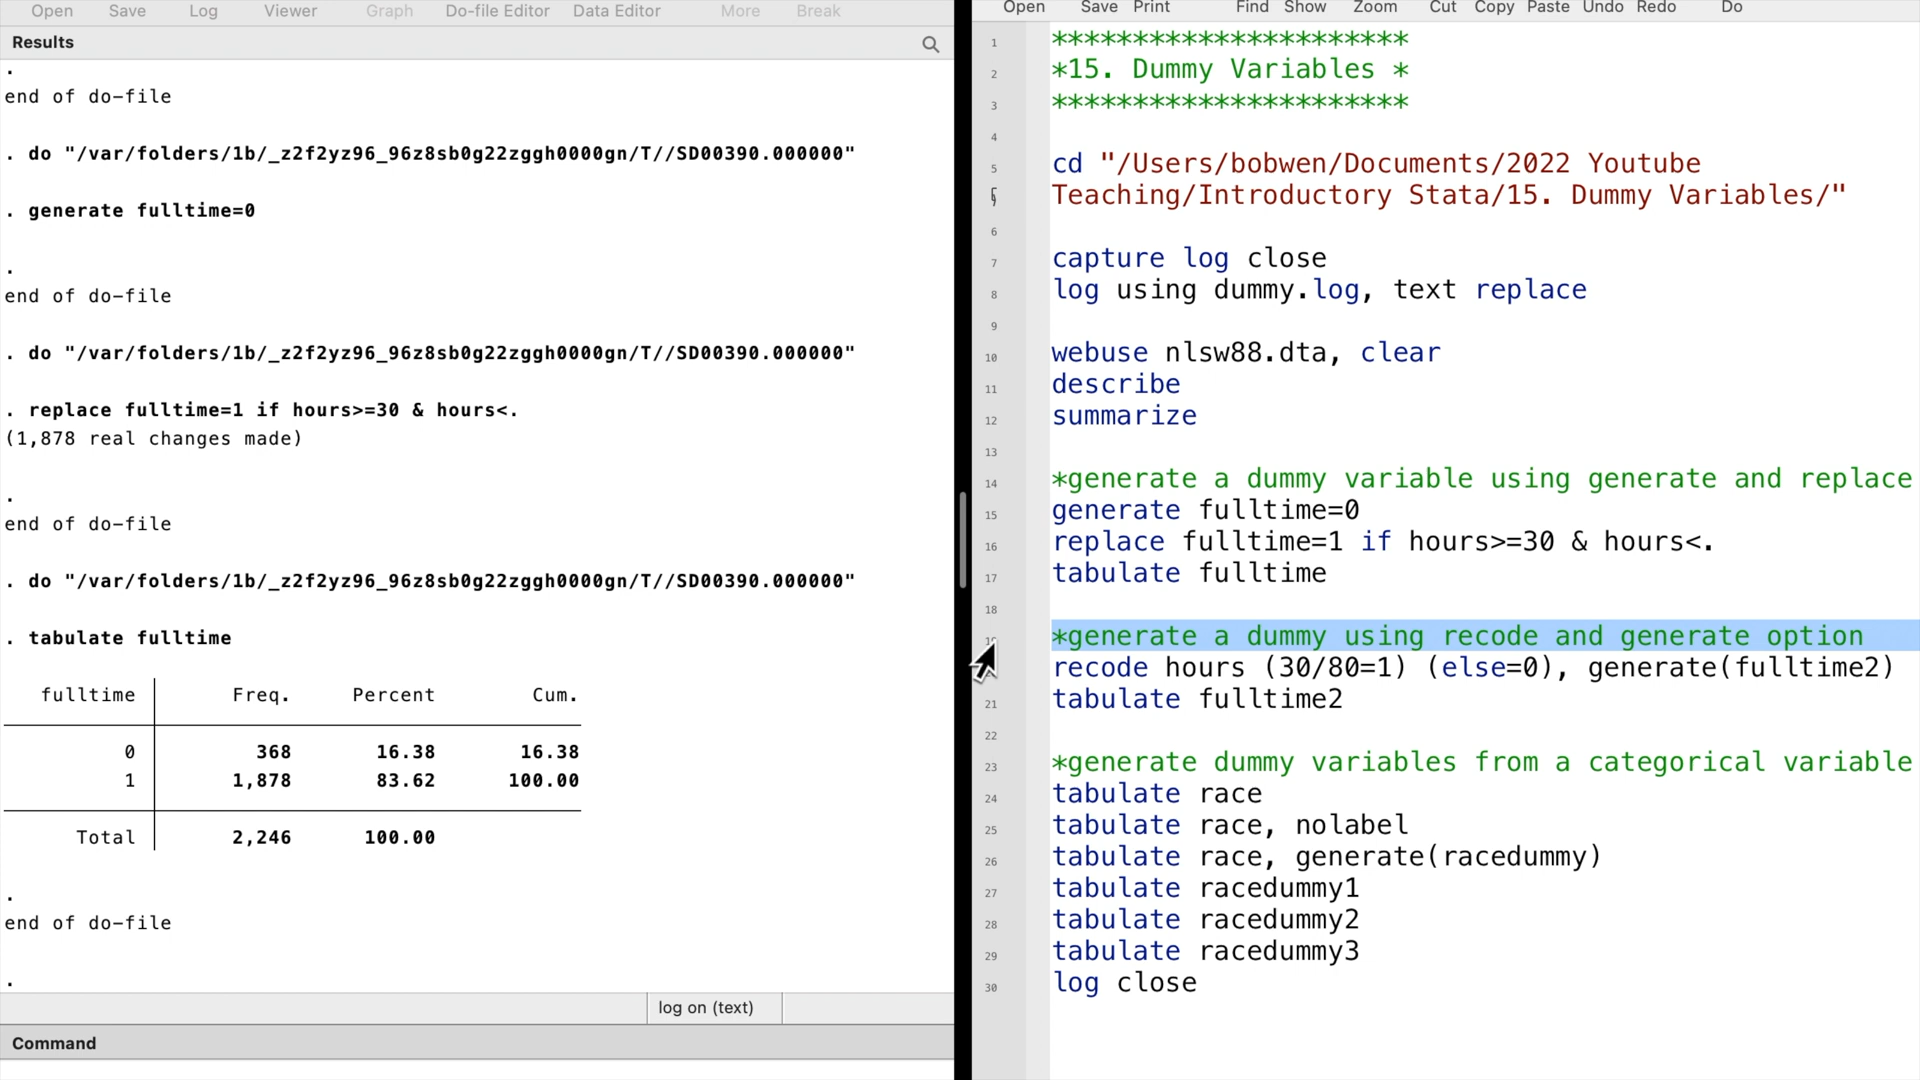 Open Save Log Viewer Graph Do-file Editor Data Editor More Break
Results
.
end of do-file
. do "/var/folders/1b/_z2f2yz96_96z8sb0g22zggh0000gn/T//SD00390.000000"
. generate fulltime=0
.
end of do-file
. do "/var/folders/1b/_z2f2yz96_96z8sb0g22zggh0000gn/T//SD00390.000000"
. replace fulltime=1 if hours>=30 & hours<.
(1,878 real changes made)
.
end of do-file
. do "/var/folders/1b/_z2f2yz96_96z8sb0g22zggh0000gn/T//SD00390.000000"
. tabulate fulltime
fulltime Freq. Percent Cum.
0 368 16.38 16.38
1 1,878 83.62 100.00
Total 2,246 100.00
.
end of do-file
.
log on (text)
Command
Open Save Print Find Show Zoom Cut Copy Paste Undo Redo Do
1 **********************
2 *15. Dummy Variables *
3 **********************
4
5 cd "/Users/bobwen/Documents/2022 Youtube
Teaching/Introductory Stata/15. Dummy Variables/"
6
7 capture log close
8 log using dummy.log, text replace
9
10 webuse nlsw88.dta, clear
11 describe
12 summarize
13
14 *generate a dummy variable using generate and replace
15 generate fulltime=0
16 replace fulltime=1 if hours>=30 & hours<.
17 tabulate fulltime
18
*generate a dummy using recode and generate option
recode hours (30/80=1) (else=0), generate(fulltime2)
21 tabulate fulltime2
22
23 *generate dummy variables from a categorical variable
24 tabulate race
25 tabulate race, nolabel
26 tabulate race, generate(racedummy)
27 tabulate racedummy1
28 tabulate racedummy2
29 tabulate racedummy3
30 log close